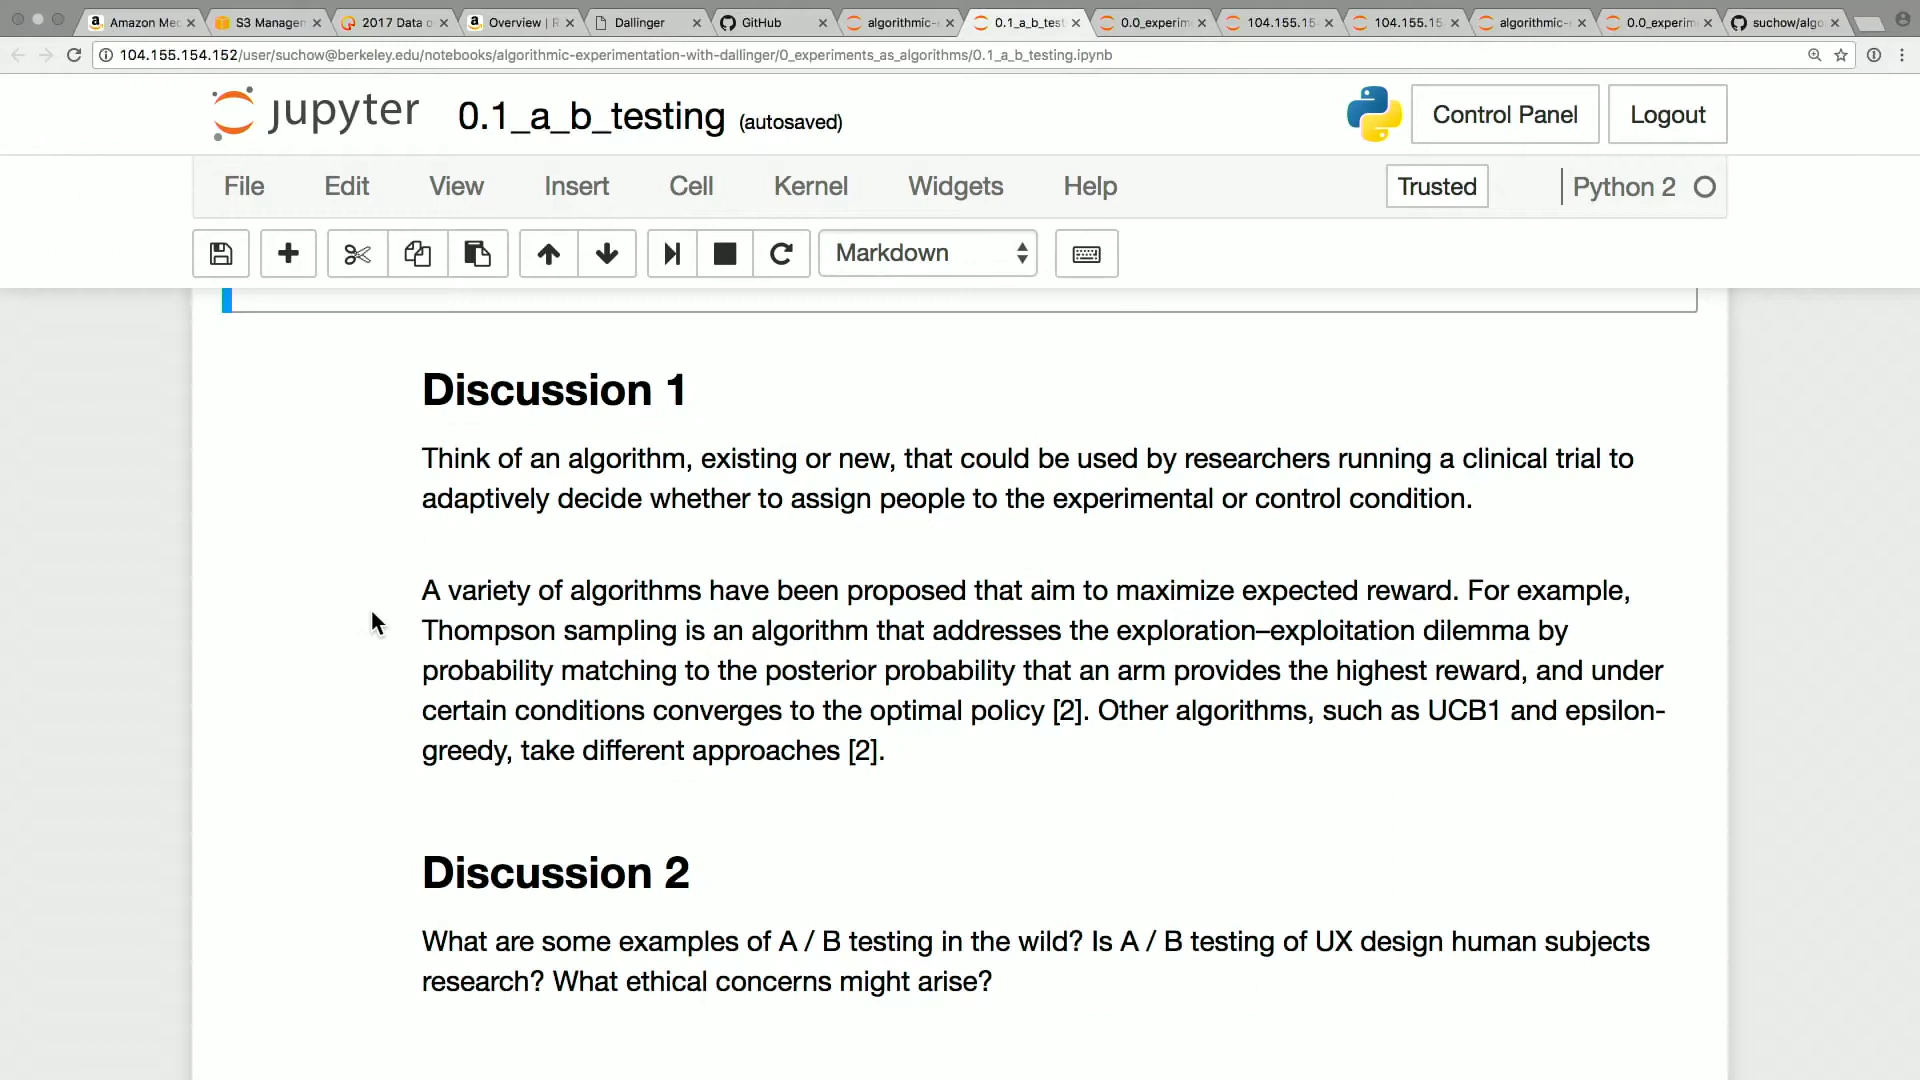 Amazon Mec
S3 Managem
2017 Data o
Overview | R
Dallinger
GitHub
algorithmic-e
0.1_a_b_test
0.0_experim
104.155.15
104.155.15
algorithmic-
0.0_experim
suchow/algo
104.155.154.152/user/suchow@berkeley.edu/notebooks/algorithmic-experimentation-with-dallinger/0_experiments_as_algorithms/0.1_a_b_testing.ipynb
jupyter 0.1_a_b_testing (autosaved)
Control Panel
Logout
File Edit View Insert Cell Kernel Widgets Help
Trusted
Python 2
Markdown
Discussion 1
Think of an algorithm, existing or new, that could be used by researchers running a clinical trial to
adaptively decide whether to assign people to the experimental or control condition.
A variety of algorithms have been proposed that aim to maximize expected reward. For example,
Thompson sampling is an algorithm that addresses the exploration–exploitation dilemma by
probability matching to the posterior probability that an arm provides the highest reward, and under
certain conditions converges to the optimal policy [2]. Other algorithms, such as UCB1 and epsilon-
greedy, take different approaches [2].
Discussion 2
What are some examples of A / B testing in the wild? Is A / B testing of UX design human subjects
research? What ethical concerns might arise?